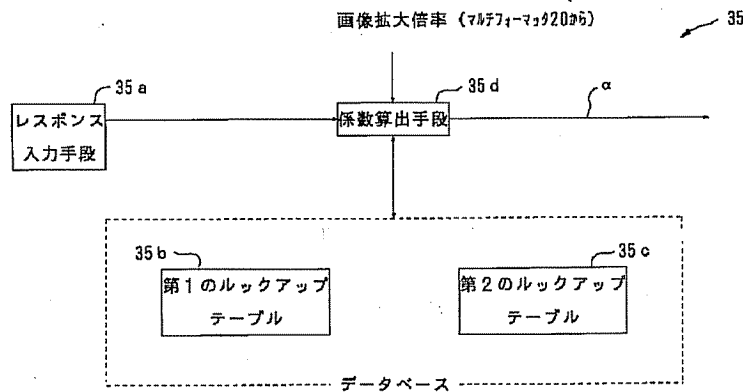 画像拡大倍率 (マルチフォーマッタ20から)
35
35a
35d
α
レスポンス
入力手段
係数算出手段
35b
35c
第1のルックアップ
テーブル
第2のルックアップ
テーブル
データベース